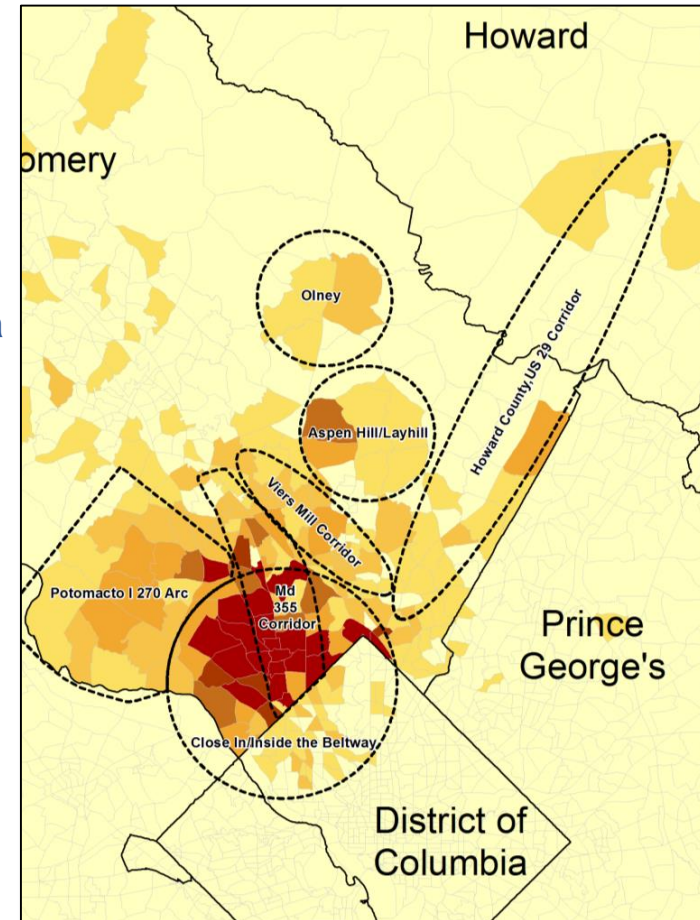 Howard
omery
Olney
Howard County,US 29 Corridor
Aspen Hill/Layhill
Viers Mill Corridor
Potomacto I 270 Arc
Md
355
Corridor
Prince
George's
Close In/Inside the Beltway
District of
Columbia